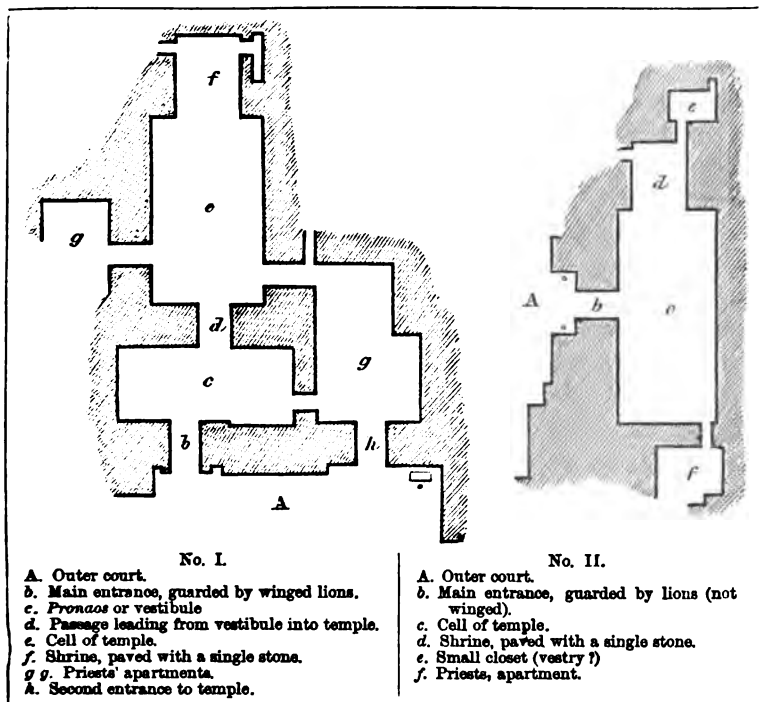 f
e
g
d
c
g
b
h
A
e
d
A
b
c
f
No. I.
A. Outer court.
b. Main entrance, guarded by winged lions.
c. Pronaos or vestibule
d. Passage leading from vestibule into temple.
e. Cell of temple.
f. Shrine, paved with a single stone.
g g. Priests' apartments.
h. Second entrance to temple.
No. II.
A. Outer court.
b. Main entrance, guarded by lions (not
winged).
c. Cell of temple.
d. Shrine, paved with a single stone.
e. Small closet (vestry ?)
f. Priests, apartment.